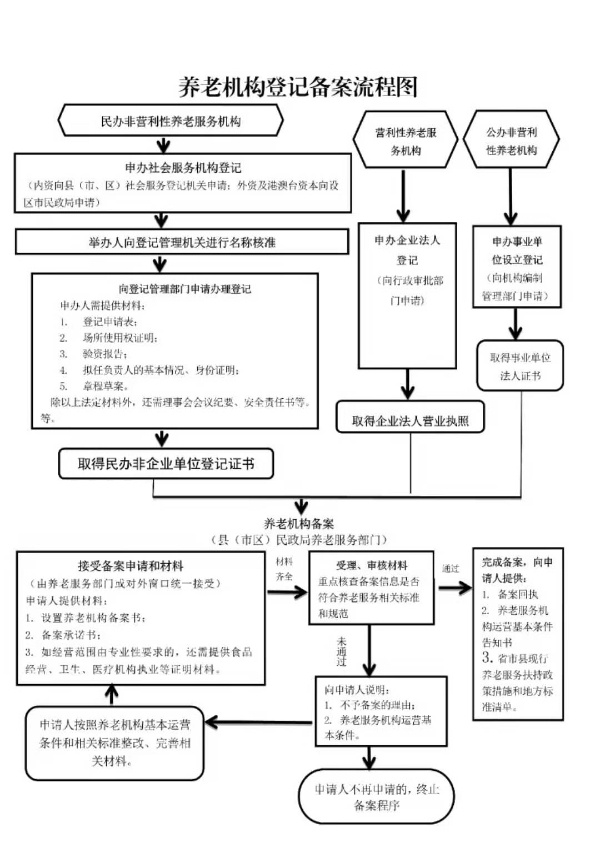 养老机构登记备案流程图
民办非营利性养老服务机构
申办社会服务机构登记
（内资向县（市、区）社会服务登记机关申请；外资及港澳台资本向设
区市民政局申请）
举办人向登记管理机关进行名称核准
向登记管理部门申请办理登记
申办人需提供材料：
1. 登记申请表；
2. 场所使用权证明；
3. 验资报告；
4. 拟任负责人的基本情况、身份证明；
5. 章程草案。
除以上法定材料外，还需理事会会议纪要、安全责任书等。
等。
取得民办非企业单位登记证书
营利性养老服
务机构
申办企业法人
登记
（向行政审批部
门申请）
取得企业法人营业执照
公办非营利
性养老机构
申办事业单
位设立登记
（向机构编制
管理部门申请）
取得事业单位
法人证书
养老机构备案
（县（市区）民政局养老服务部门）
接受备案申请和材料
（由养老服务部门或对外窗口统一接受）
申请人提供材料：
1. 设置养老机构备案书；
2. 备案承诺书；
3. 如经营范围由专业性要求的，还需提供食品
经营、卫生、医疗机构执业等证明材料。
材料
齐全
受理、审核材料
重点核查备案信息是否
符合养老服务相关标准
和规范
通过
完成备案，向申
请人提供：
1. 备案回执
2. 养老服务机
构运营基本条件
告知书
3. 省市县现行
养老服务扶持政
策措施和地方标
准清单。
未
通
过
向申请人说明：
1. 不予备案的理由；
2. 养老服务机构运营基
本条件。
申请人按照养老机构基本运营
条件和相关标准整改、完善相
关材料。
申请人不再申请的，终止
备案程序